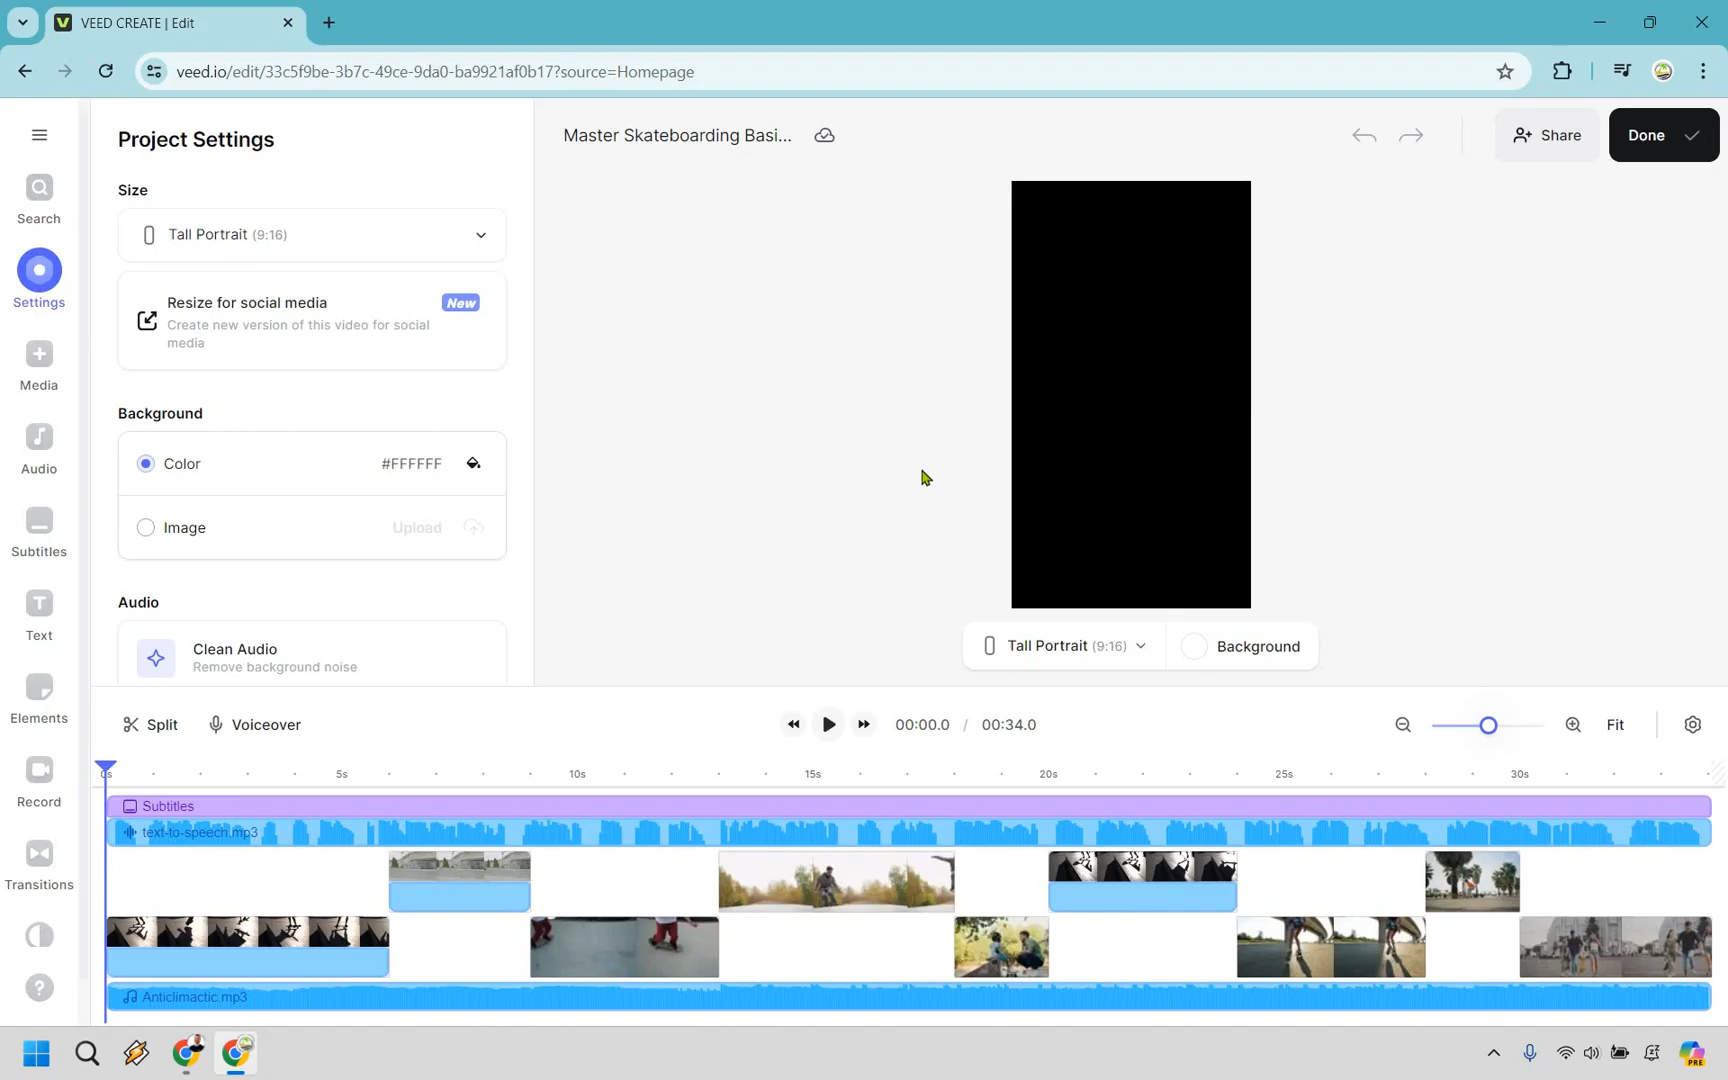 VEED CREATE | Edit
veed.io/edit/33c5f9be-3b7c-49ce-9da0-ba9921af0b17?source=Homepage
Project Settings
Master Skateboarding Basi...
Share
Done
Search
Settings
Media
Audio
Subtitles
Text
Elements
Record
Transitions
Size
Tall Portrait (9:16)
Resize for social media
New
Create new version of this video for social
media
Background
Color
#FFFFFF
Image
Upload
Audio
Clean Audio
Remove background noise
Tall Portrait (9:16)
Background
Split
Voiceover
00:00.0 / 00:34.0
Fit
0s 5s 10s 15s 20s 25s 30s
Subtitles
text-to-speech.mp3
Anticlimactic.mp3
PRE